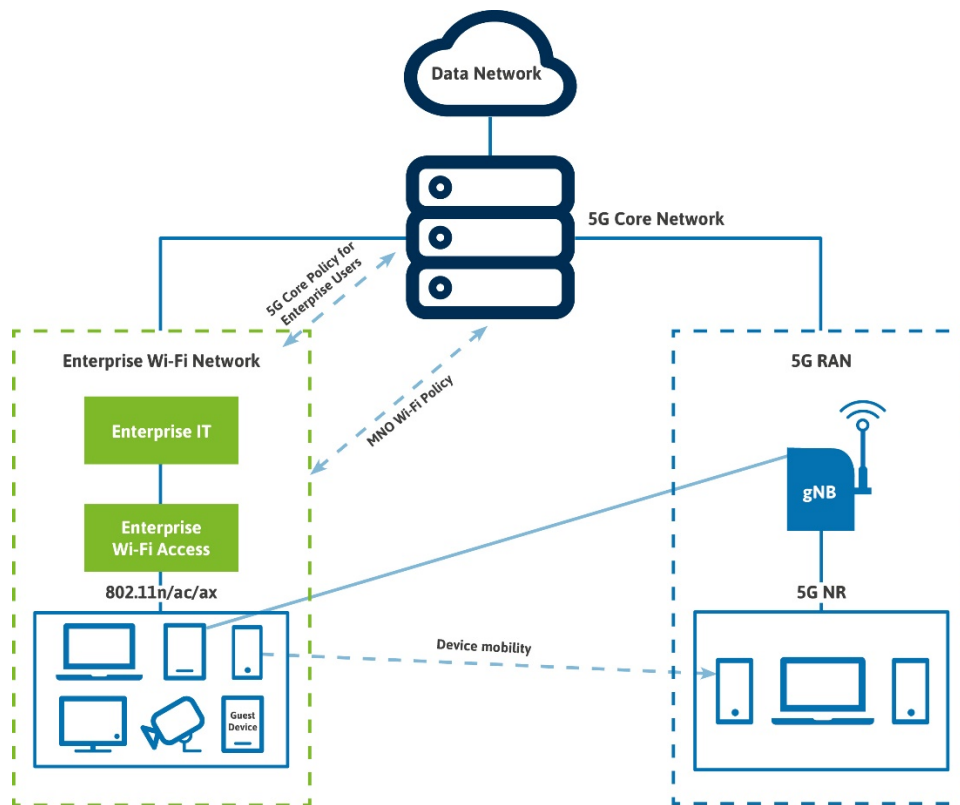 Data Network
5G Core Network
5G Core Policy for
Enterprise Users
MNO Wi-Fi Policy
Enterprise Wi-Fi Network
Enterprise IT
Enterprise
Wi-Fi Access
802.11n/ac/ax
Guest
Device
Device mobility
5G RAN
gNB
5G NR